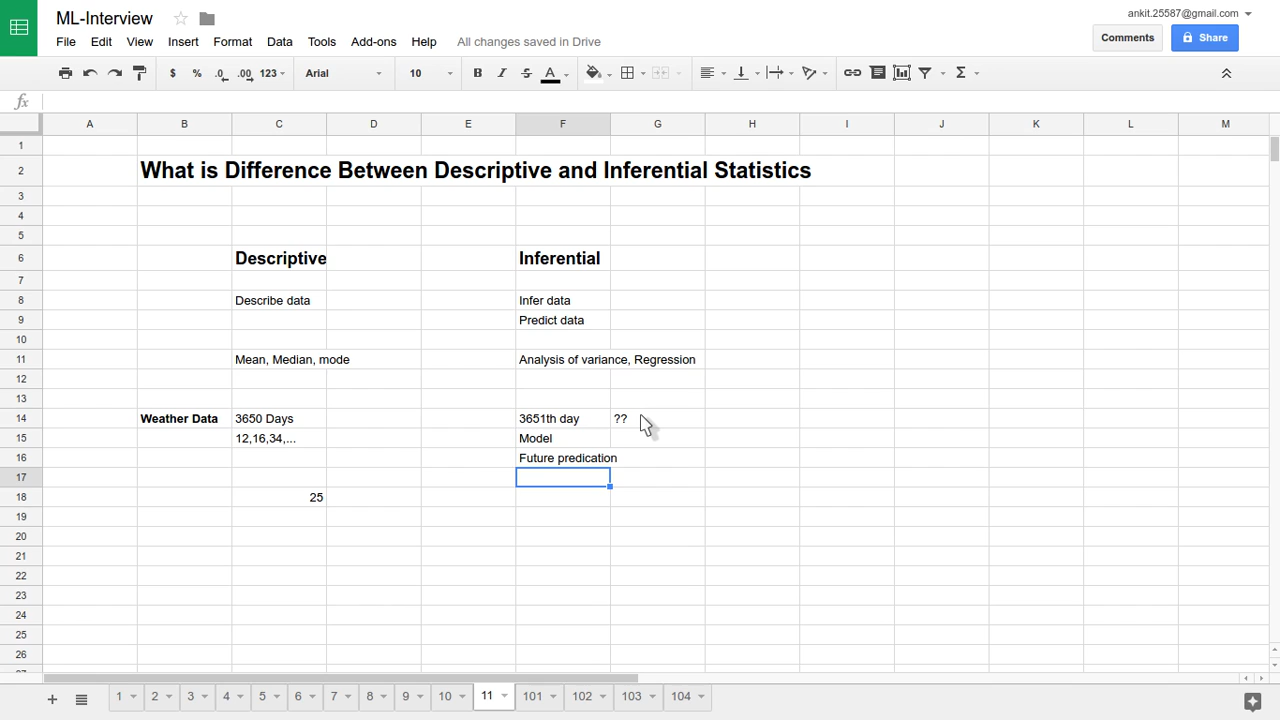 ML-Interview
ankit.25587@gmail.com
File Edit View Insert Format Data Tools Add-ons Help All changes saved in Drive
Comments Share
$ % .0 .00 123 Arial 10 B I S A Σ
fx
A B C D E F G H I J K L M
1
2 What is Difference Between Descriptive and Inferential Statistics
3
4
5
6 Descriptive Inferential
7
8 Describe data Infer data
9 Predict data
10
11 Mean, Median, mode Analysis of variance, Regression
12
13
14 Weather Data 3650 Days 3651th day ??
15 12,16,34,... Model
16 Future predication
17
18 25
19
20
21
22
23
24
25
26
1 2 3 4 5 6 7 8 9 10 11 101 102 103 104